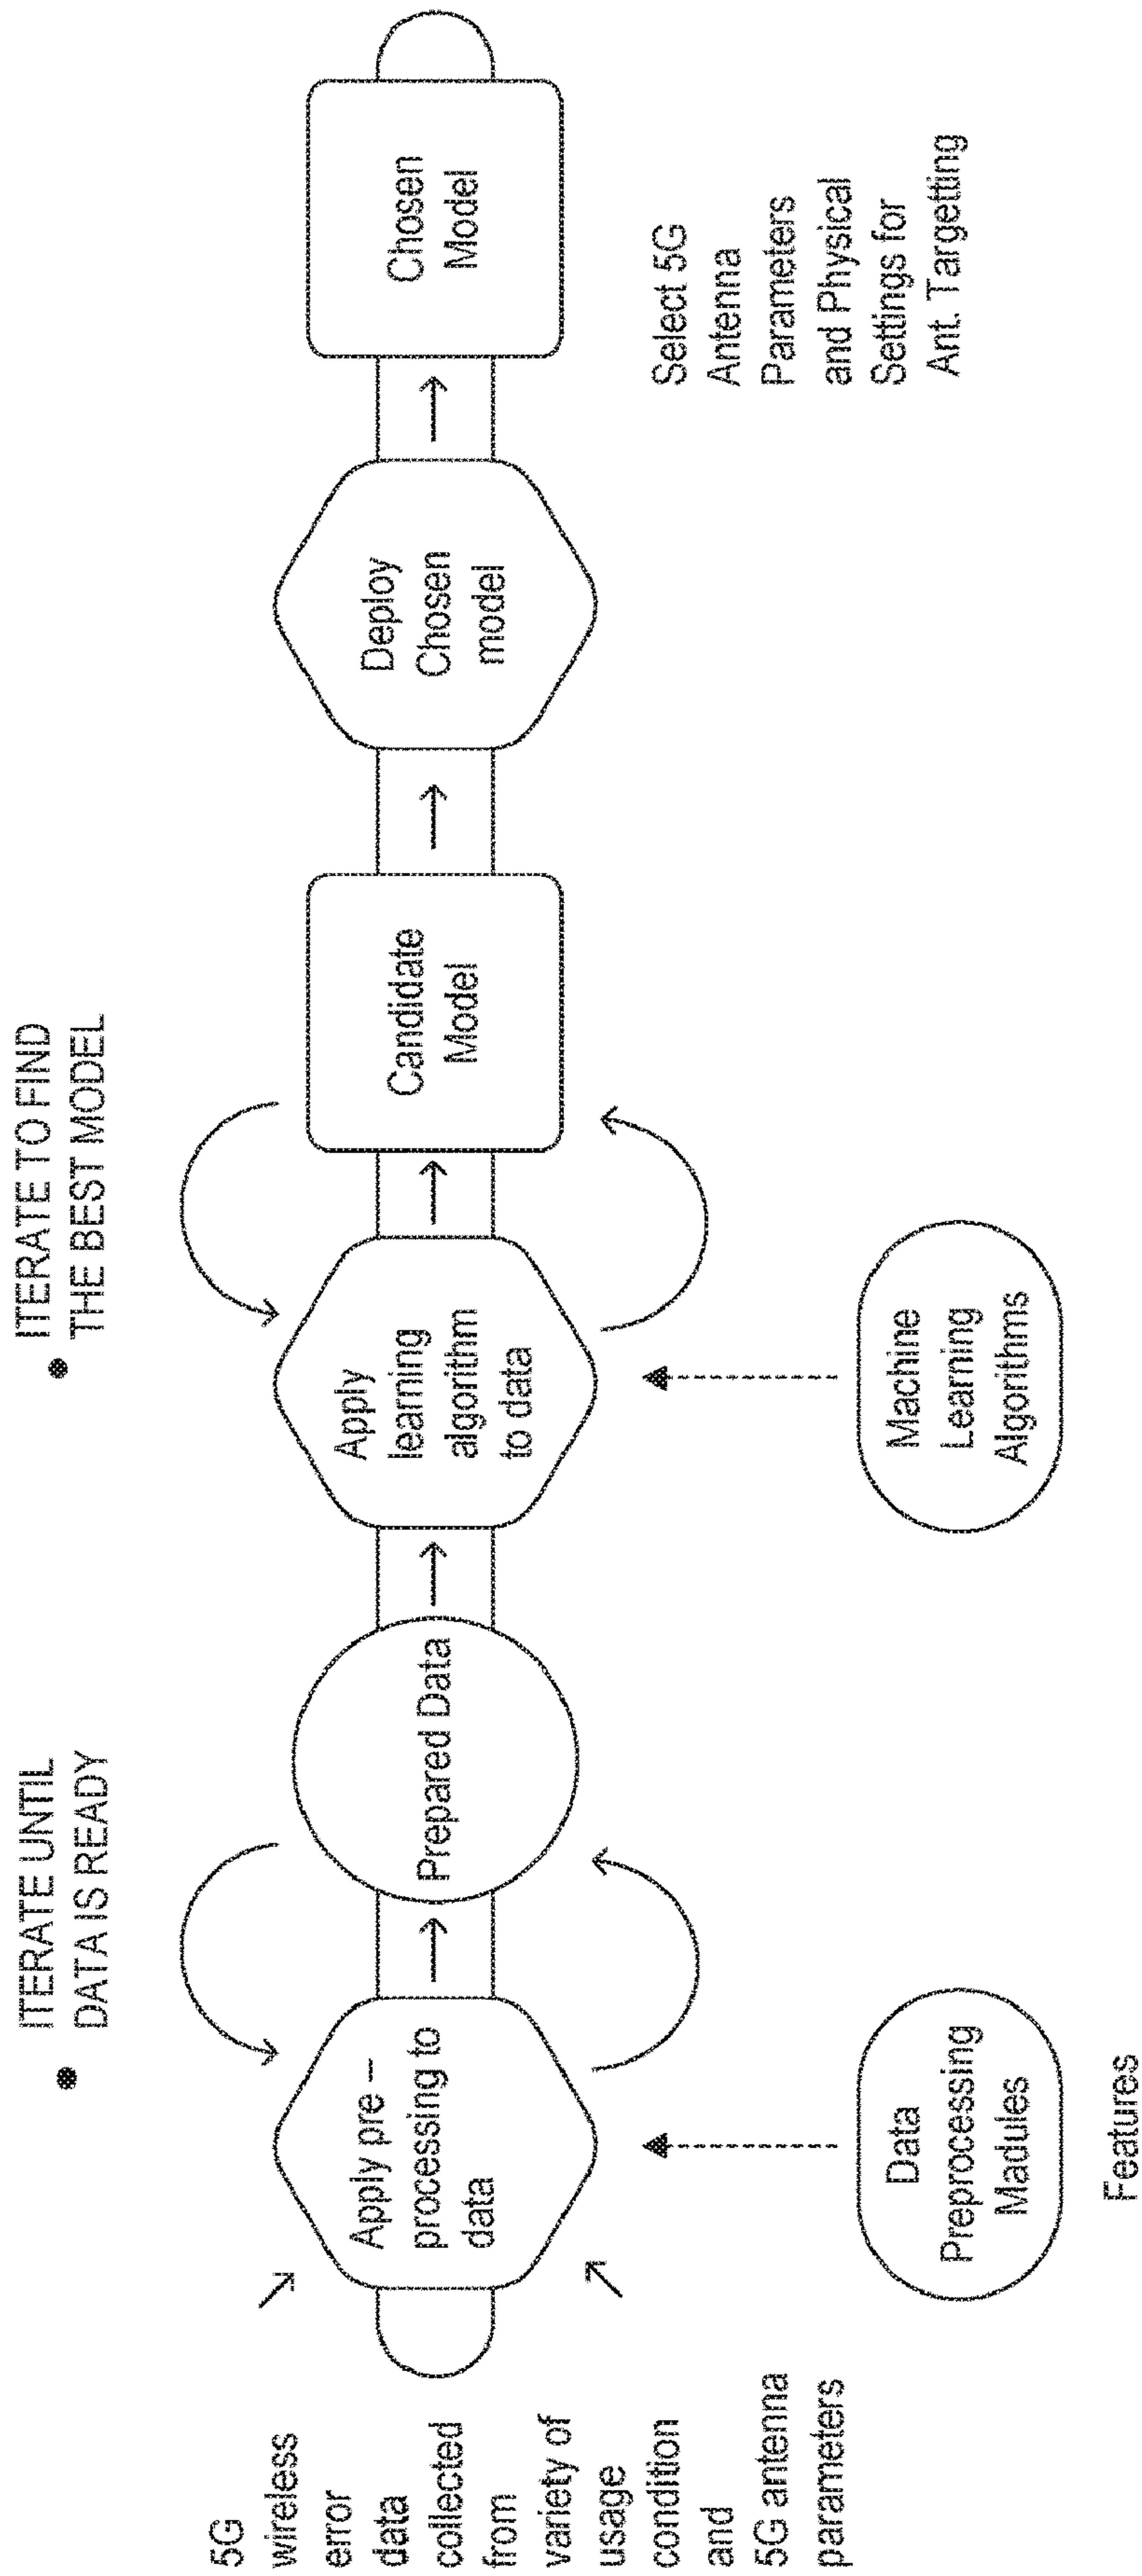 ITERATE UNTIL
DATA IS READY
ITERATE TO FIND
THE BEST MODEL
5G
wireless
error
data
collected
from
variety of
usage
condition
and
5G antenna
parameters
Apply pre –
processing to
data
Prepared Data
Apply
learning
algorithm
to data
Candidate
Model
Deploy
Chosen
model
Chosen
Model
Data
Preprocessing
Madules
Features
Machine
Learning
Algorithms
Select 5G
Antenna
Parameters
and Physical
Settings for
Ant. Targetting